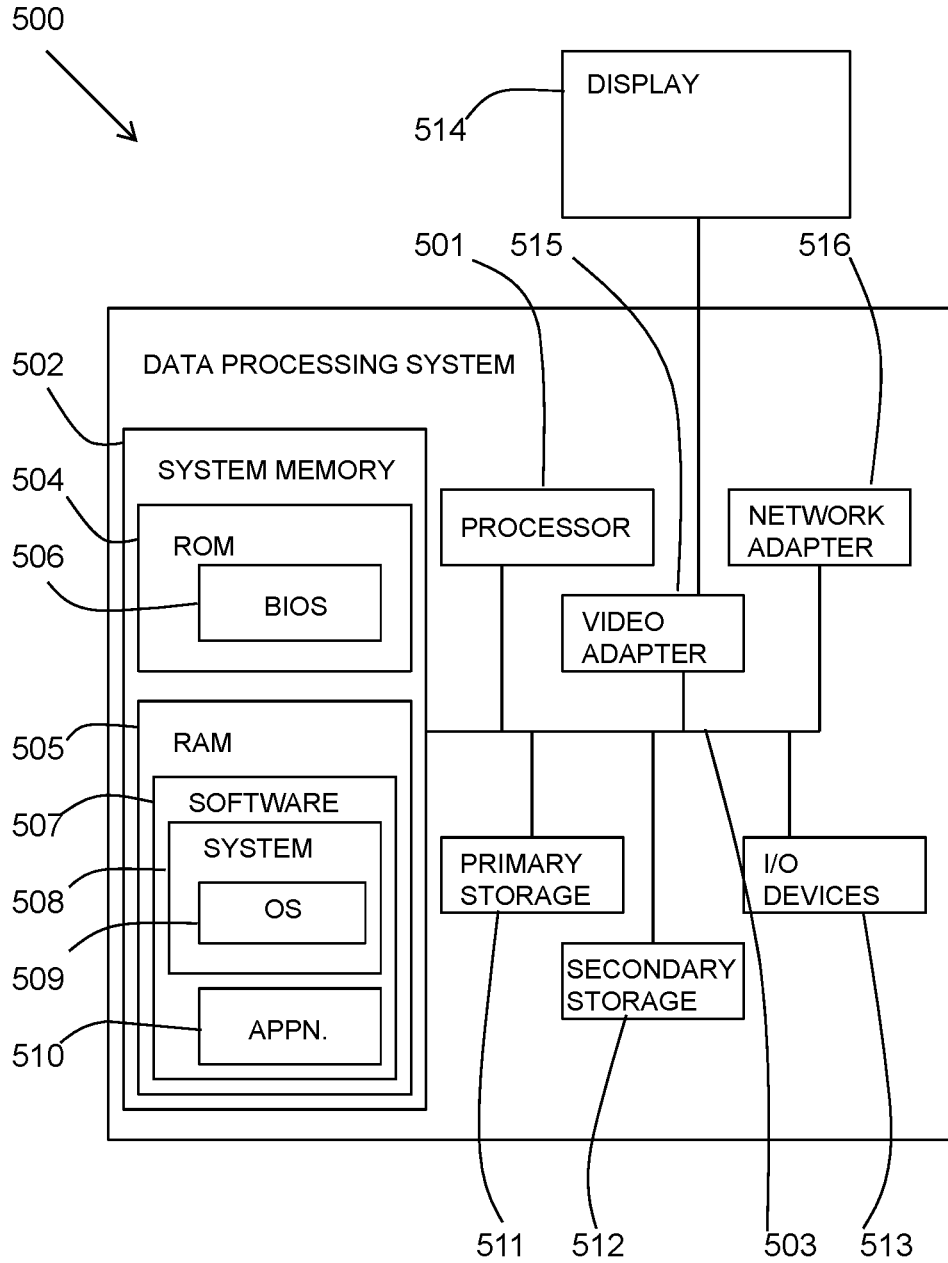 500
DISPLAY
514
501
515
516
502
DATA PROCESSING SYSTEM
504
SYSTEM MEMORY
506
ROM
BIOS
PROCESSOR
NETWORK
ADAPTER
VIDEO
ADAPTER
505
RAM
507
SOFTWARE
508
SYSTEM
509
OS
510
APPN.
PRIMARY
STORAGE
I/O
DEVICES
SECONDARY
STORAGE
511
512
503
513